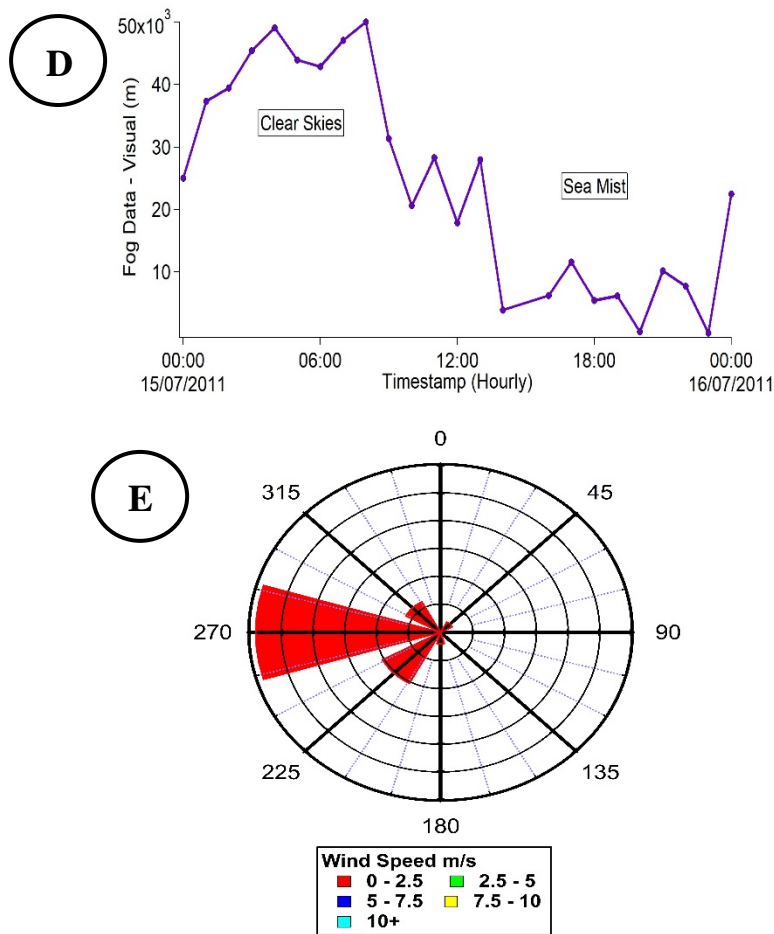 D
50x10³
40
30
20
10
Fog Data - Visual (m)
Clear Skies
Sea Mist
00:00 06:00 12:00 18:00 00:00
15/07/2011 Timestamp (Hourly) 16/07/2011
E
0
315 45
270 90
225 135
180
Wind Speed m/s
0 - 2.5 2.5 - 5
5 - 7.5 7.5 - 10
10+